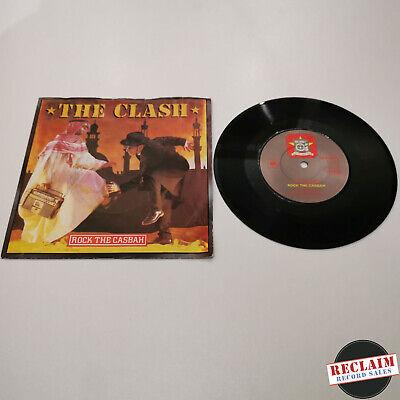 ★ THE CLASH ★
ROCK THE CASBAH
ROCK THE CASBAH
RECLAIM
RECORD SALES